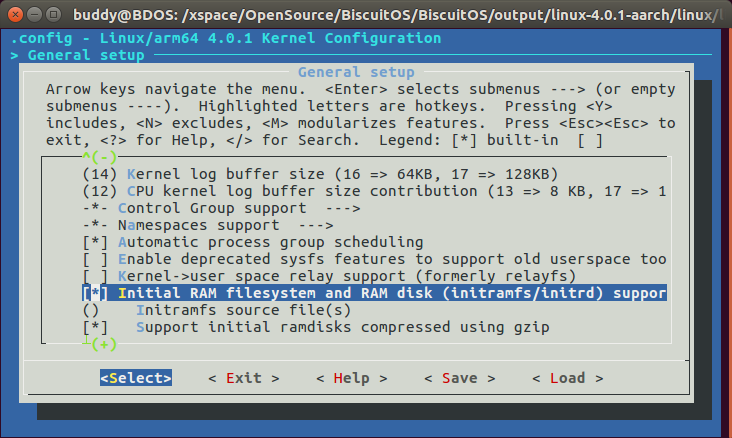 buddy@BDOS: /xspace/OpenSource/BiscuitOS/BiscuitOS/output/linux-4.0.1-aarch/linux/l
.config - Linux/arm64 4.0.1 Kernel Configuration
> General setup
General setup
Arrow keys navigate the menu.  <Enter> selects submenus ---> (or empty
submenus ----).  Highlighted letters are hotkeys.  Pressing <Y>
includes, <N> excludes, <M> modularizes features.  Press <Esc><Esc> to
exit, <?> for Help, </> for Search.  Legend: [*] built-in  [ ]
^(-)
(14) Kernel log buffer size (16 => 64KB, 17 => 128KB)
(12) CPU kernel log buffer size contribution (13 => 8 KB, 17 => 1
-*- Control Group support  --->
-*- Namespaces support  --->
[*] Automatic process group scheduling
[ ] Enable deprecated sysfs features to support old userspace too
[ ] Kernel->user space relay support (formerly relayfs)
[*] Initial RAM filesystem and RAM disk (initramfs/initrd) suppor
()    Initramfs source file(s)
[*]   Support initial ramdisks compressed using gzip
(+)
<Select>    < Exit >    < Help >    < Save >    < Load >